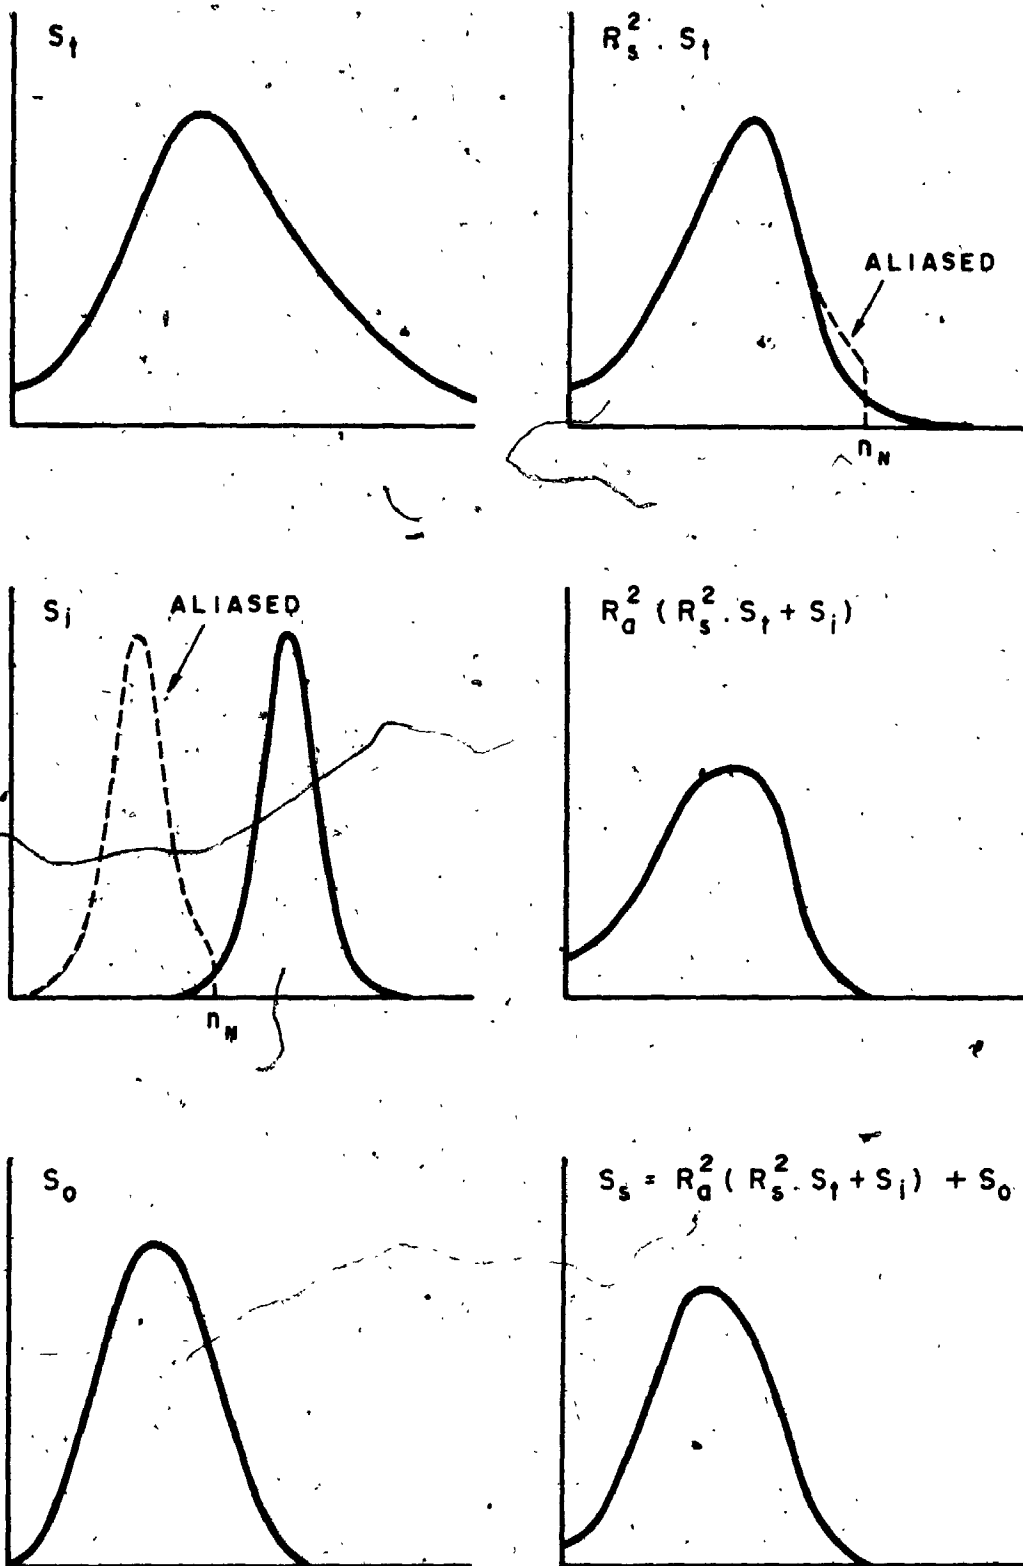 S_t
R_s^2 . S_t
ALIASED
n_N
S_i
ALIASED
n_N
R_a^2 (R_s^2 . S_t + S_i)
S_o
S_s = R_a^2 (R_s^2 . S_t + S_i) + S_o